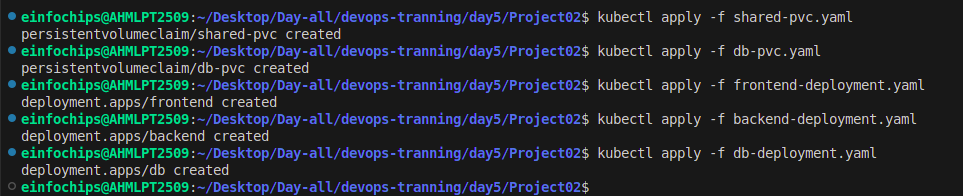 einfochips@AHMLPT2509:~/Desktop/Day-all/devops-tranning/day5/Project02$ kubectl apply -f shared-pvc.yaml
persistentvolumeclaim/shared-pvc created
einfochips@AHMLPT2509:~/Desktop/Day-all/devops-tranning/day5/Project02$ kubectl apply -f db-pvc.yaml
persistentvolumeclaim/db-pvc created
einfochips@AHMLPT2509:~/Desktop/Day-all/devops-tranning/day5/Project02$ kubectl apply -f frontend-deployment.yaml
deployment.apps/frontend created
einfochips@AHMLPT2509:~/Desktop/Day-all/devops-tranning/day5/Project02$ kubectl apply -f backend-deployment.yaml
deployment.apps/backend created
einfochips@AHMLPT2509:~/Desktop/Day-all/devops-tranning/day5/Project02$ kubectl apply -f db-deployment.yaml
deployment.apps/db created
einfochips@AHMLPT2509:~/Desktop/Day-all/devops-tranning/day5/Project02$